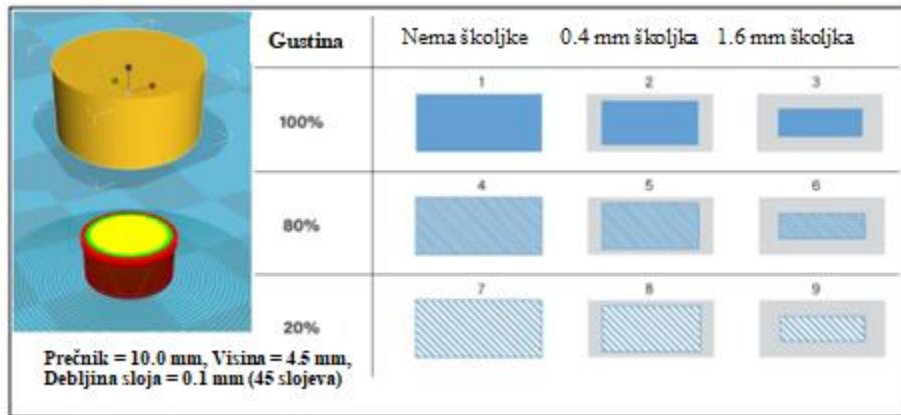 Gustina Nema školjke 0.4 mm školjka 1.6 mm školjka
1 2 3
100%
4 5 6
80%
7 8 9
20%
Prečnik = 10.0 mm, Visina = 4.5 mm,
Debljina sloja = 0.1 mm (45 slojeva)